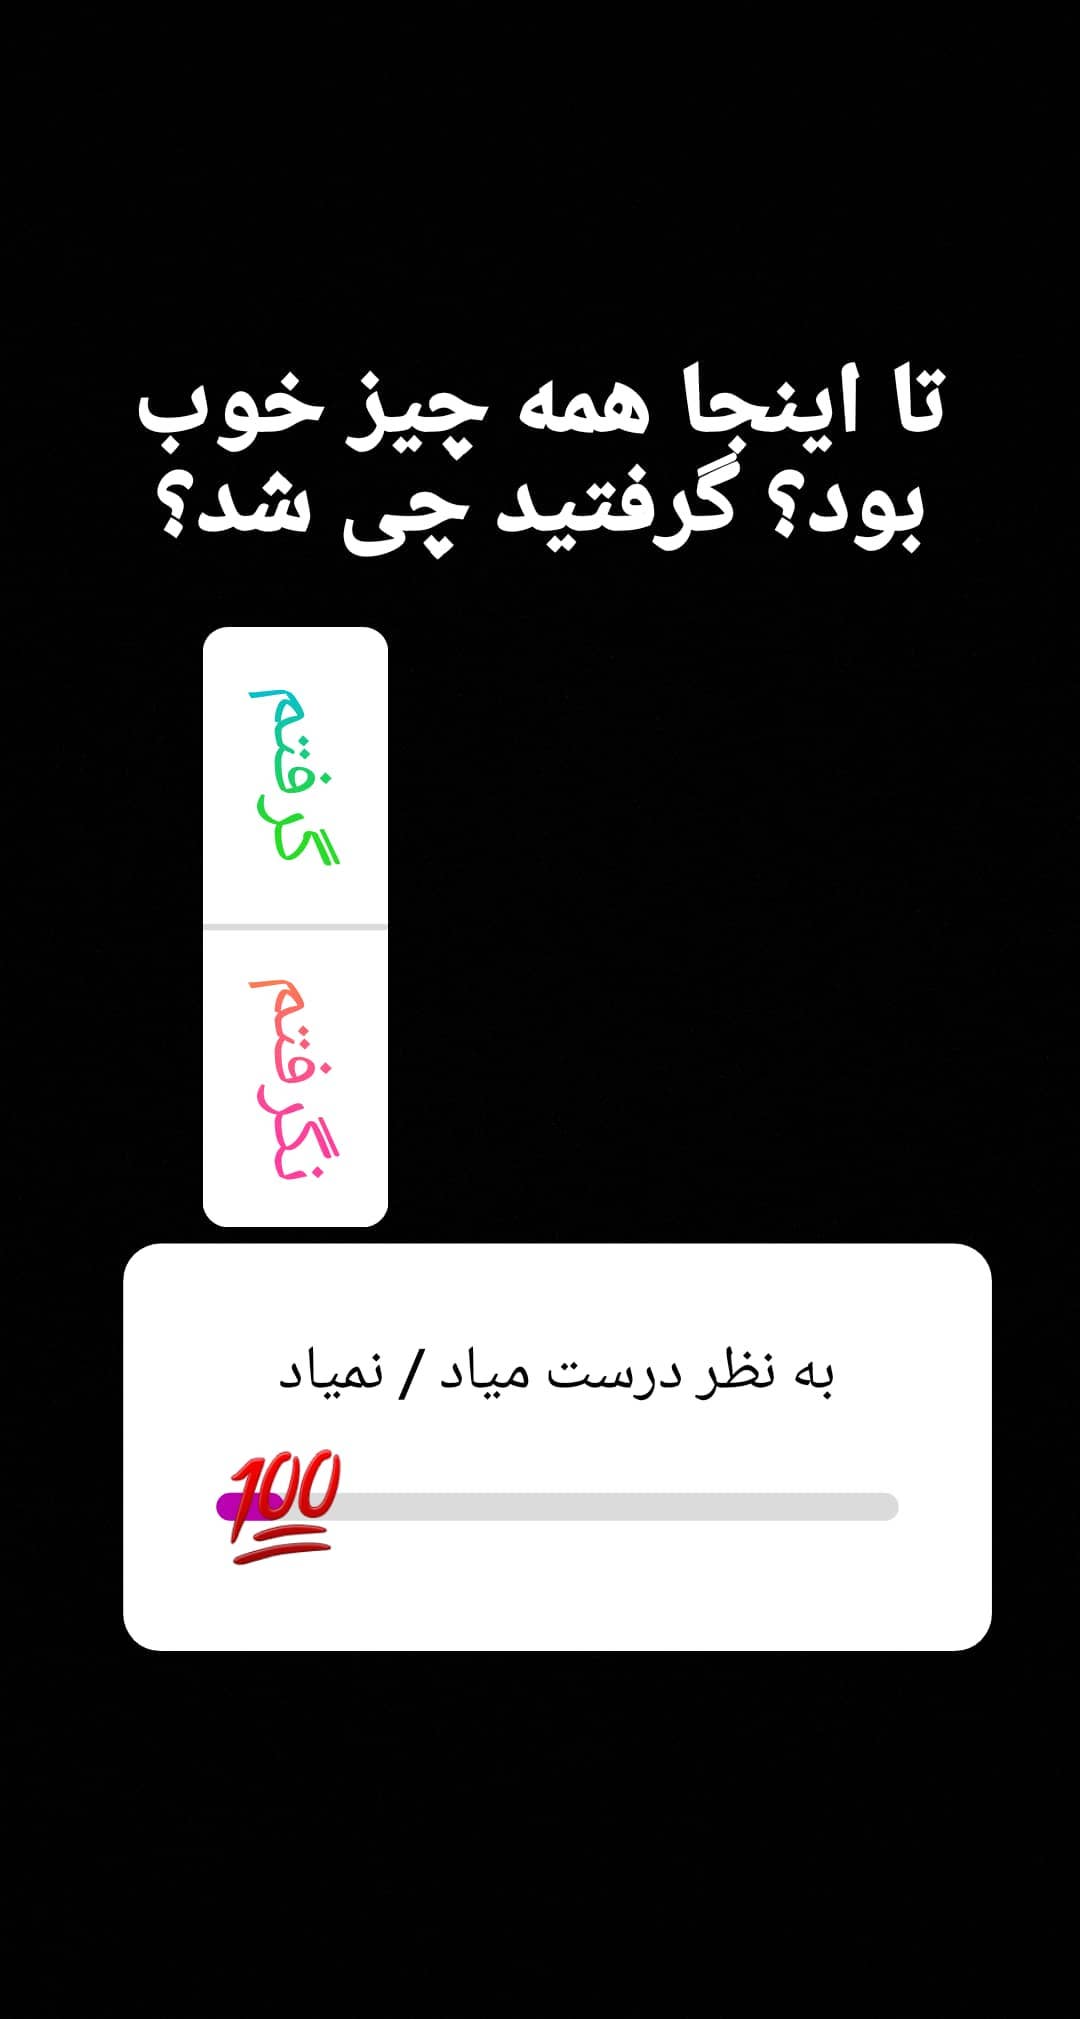 تا اینجا همه چیز خوب
بود؟ گرفتید چی شد؟
گرفتم
نگرفتم
به نظر درست میاد / نمیاد
💯